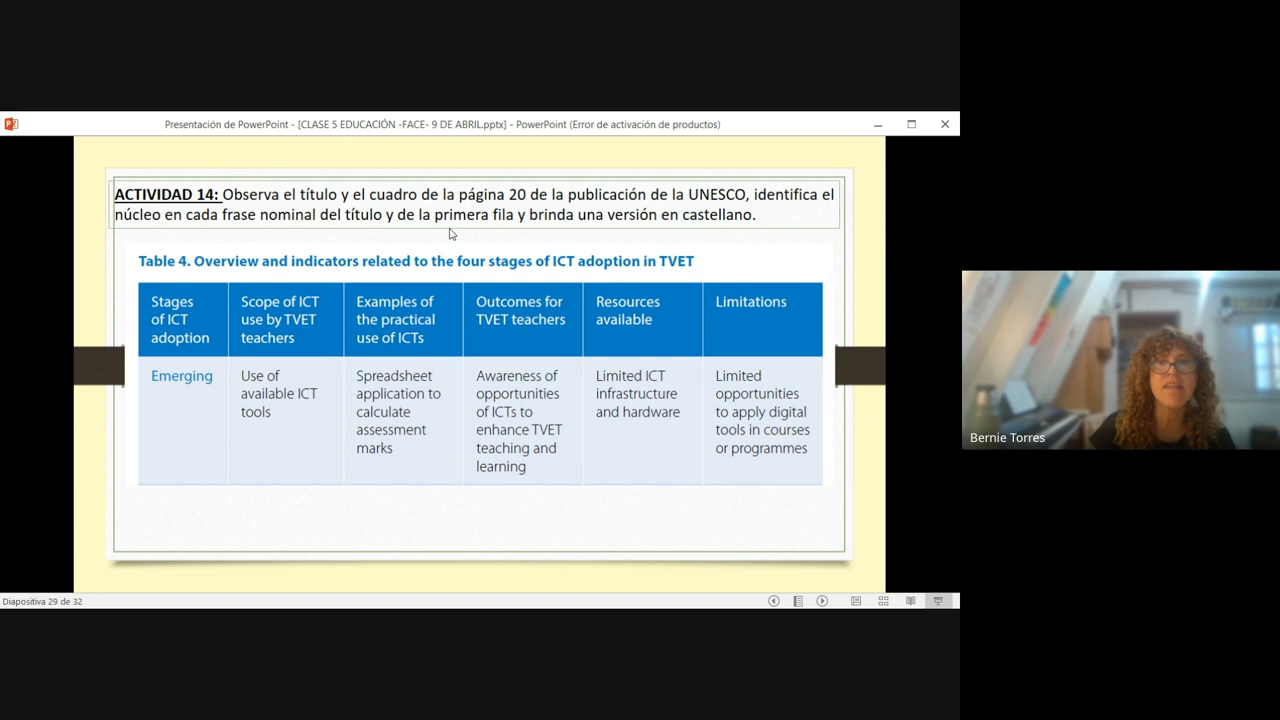 Presentación de PowerPoint - [CLASE 5 EDUCACIÓN -FACE- 9 DE ABRIL.pptx] - PowerPoint (Error de activación de productos)
ACTIVIDAD 14: Observa el título y el cuadro de la página 20 de la publicación de la UNESCO, identifica el
núcleo en cada frase nominal del título y de la primera fila y brinda una versión en castellano.
Table 4. Overview and indicators related to the four stages of ICT adoption in TVET
Stages
of ICT
adoption
Scope of ICT
use by TVET
teachers
Examples of
the practical
use of ICTs
Outcomes for
TVET teachers
Resources
available
Limitations
Emerging
Use of
available ICT
tools
Spreadsheet
application to
calculate
assessment
marks
Awareness of
opportunities
of ICTs to
enhance TVET
teaching and
learning
Limited ICT
infrastructure
and hardware
Limited
opportunities
to apply digital
tools in courses
or programmes
Bernie Torres
Diapositiva 29 de 32